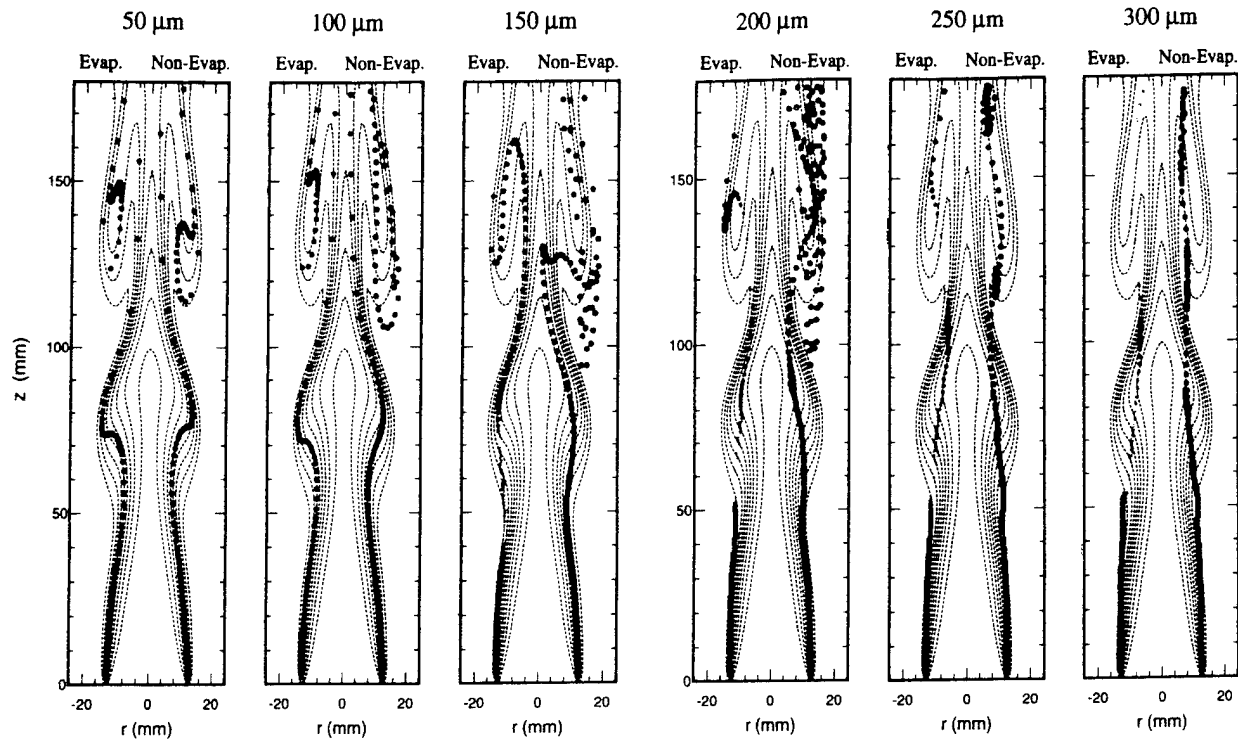 50 μm 100 μm 150 μm 200 μm 250 μm 300 μm
Evap. Non-Evap. Evap. Non-Evap. Evap. Non-Evap. Evap. Non-Evap. Evap. Non-Evap. Evap. Non-Evap.
150 150
z (mm)
100 100
50 50
0 0
-20 0 20 -20 0 20 -20 0 20 -20 0 20 -20 0 20 -20 0 20
r (mm) r (mm) r (mm) r (mm) r (mm) r (mm)